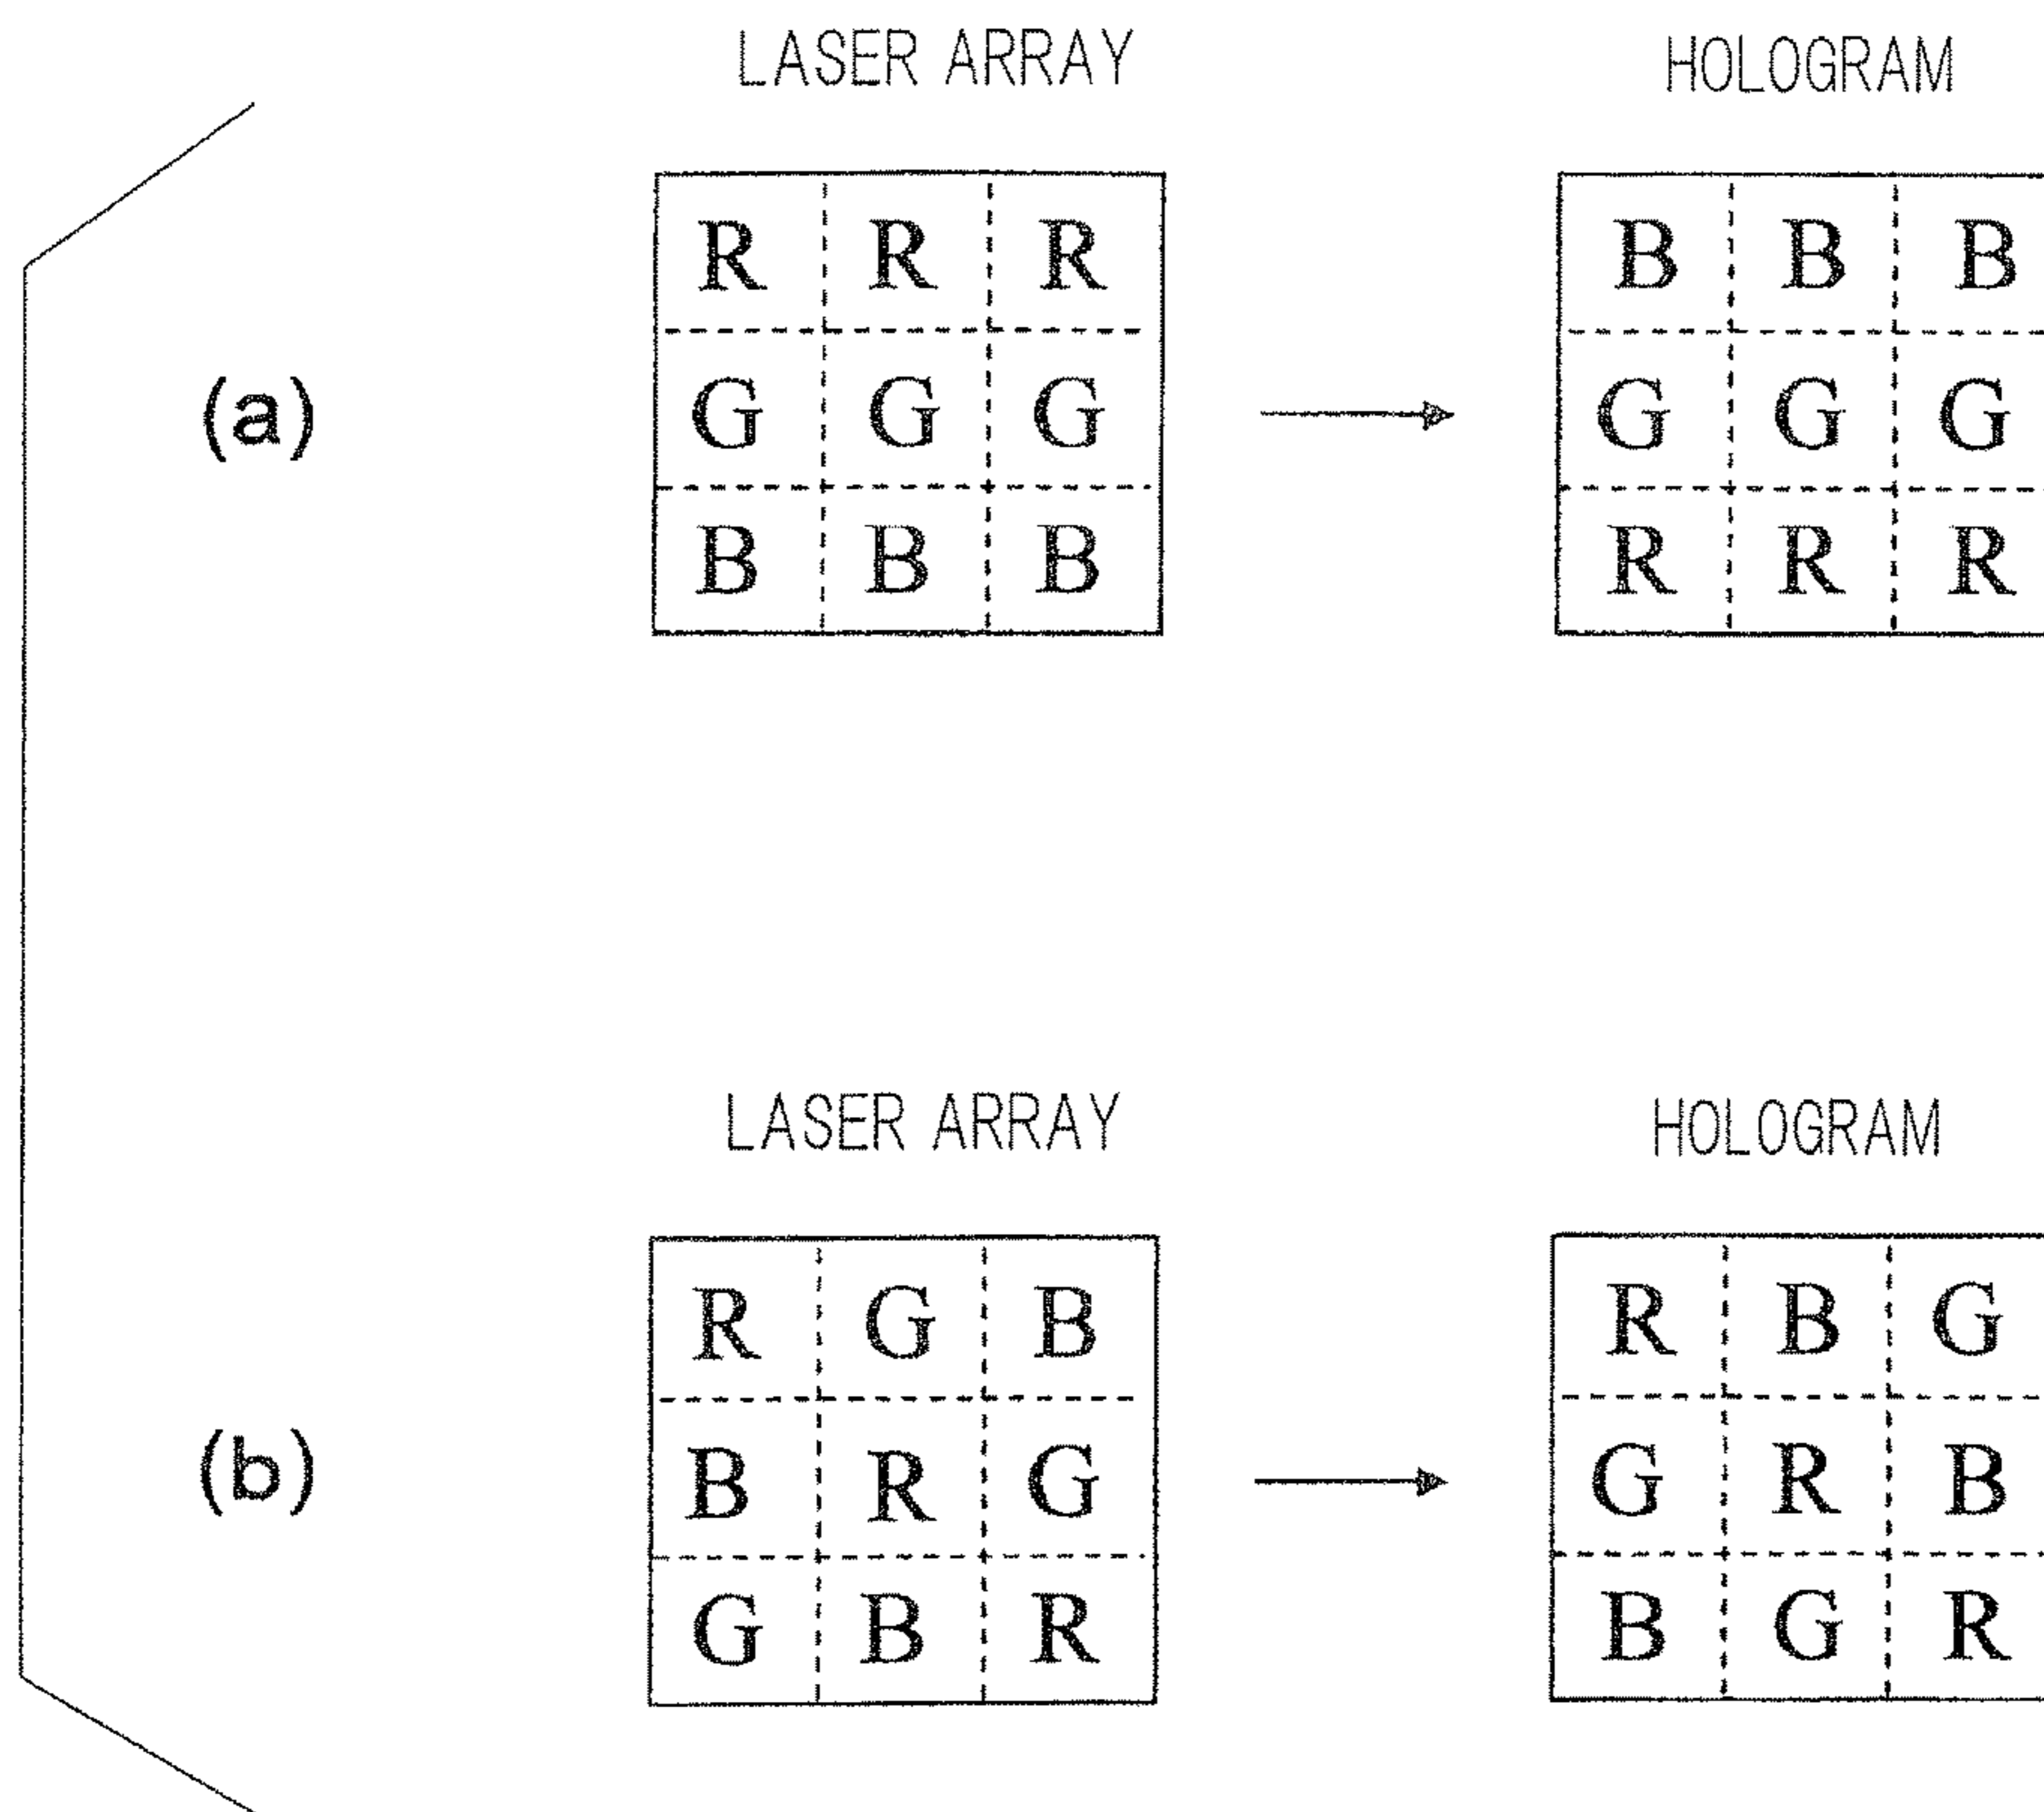 LASER ARRAY HOLOGRAM
R R R B B B
(a) G G G G G G
B B B R R R
LASER ARRAY HOLOGRAM
R G B R B G
(b) B R G G R B
G B R B G R